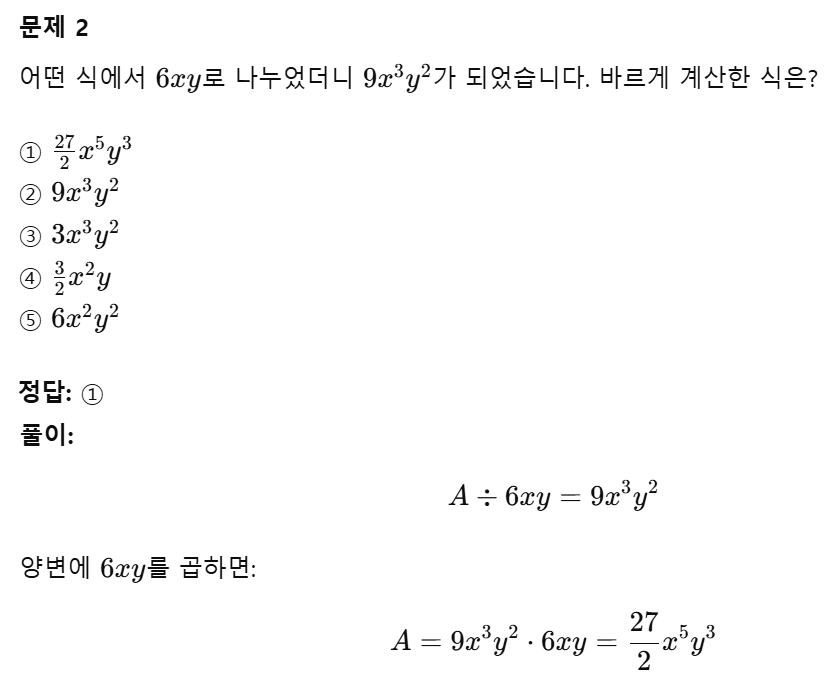 문제 2
어떤 식에서 6xy로 나누었더니 9x³y²가 되었습니다. 바르게 계산한 식은?
① 27/2 x⁵y³
② 9x³y²
③ 3x³y²
④ 3/2 x²y
⑤ 6x²y²
정답: ①
풀이:
A ÷ 6xy = 9x³y²
양변에 6xy를 곱하면:
A = 9x³y² · 6xy = 27/2 x⁵y³